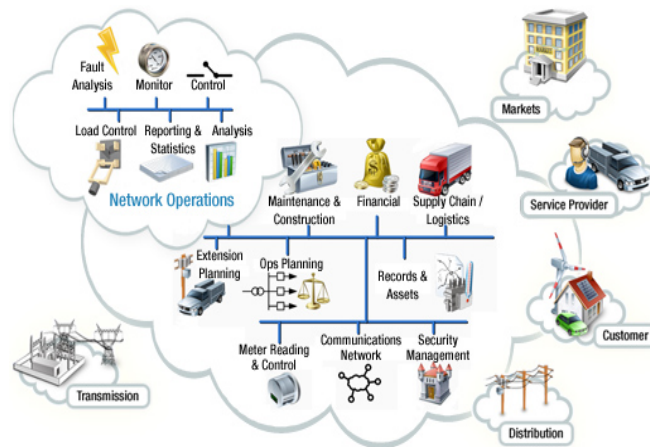 Fault
Analysis
Monitor
Control
Load Control
Reporting &
Statistics
Analysis
Network Operations
Maintenance &
Construction
Financial
Supply Chain /
Logistics
Extension
Planning
Ops Planning
Records &
Assets
Meter Reading
& Control
Communications
Network
Security
Management
Markets
Service Provider
Customer
Distribution
Transmission